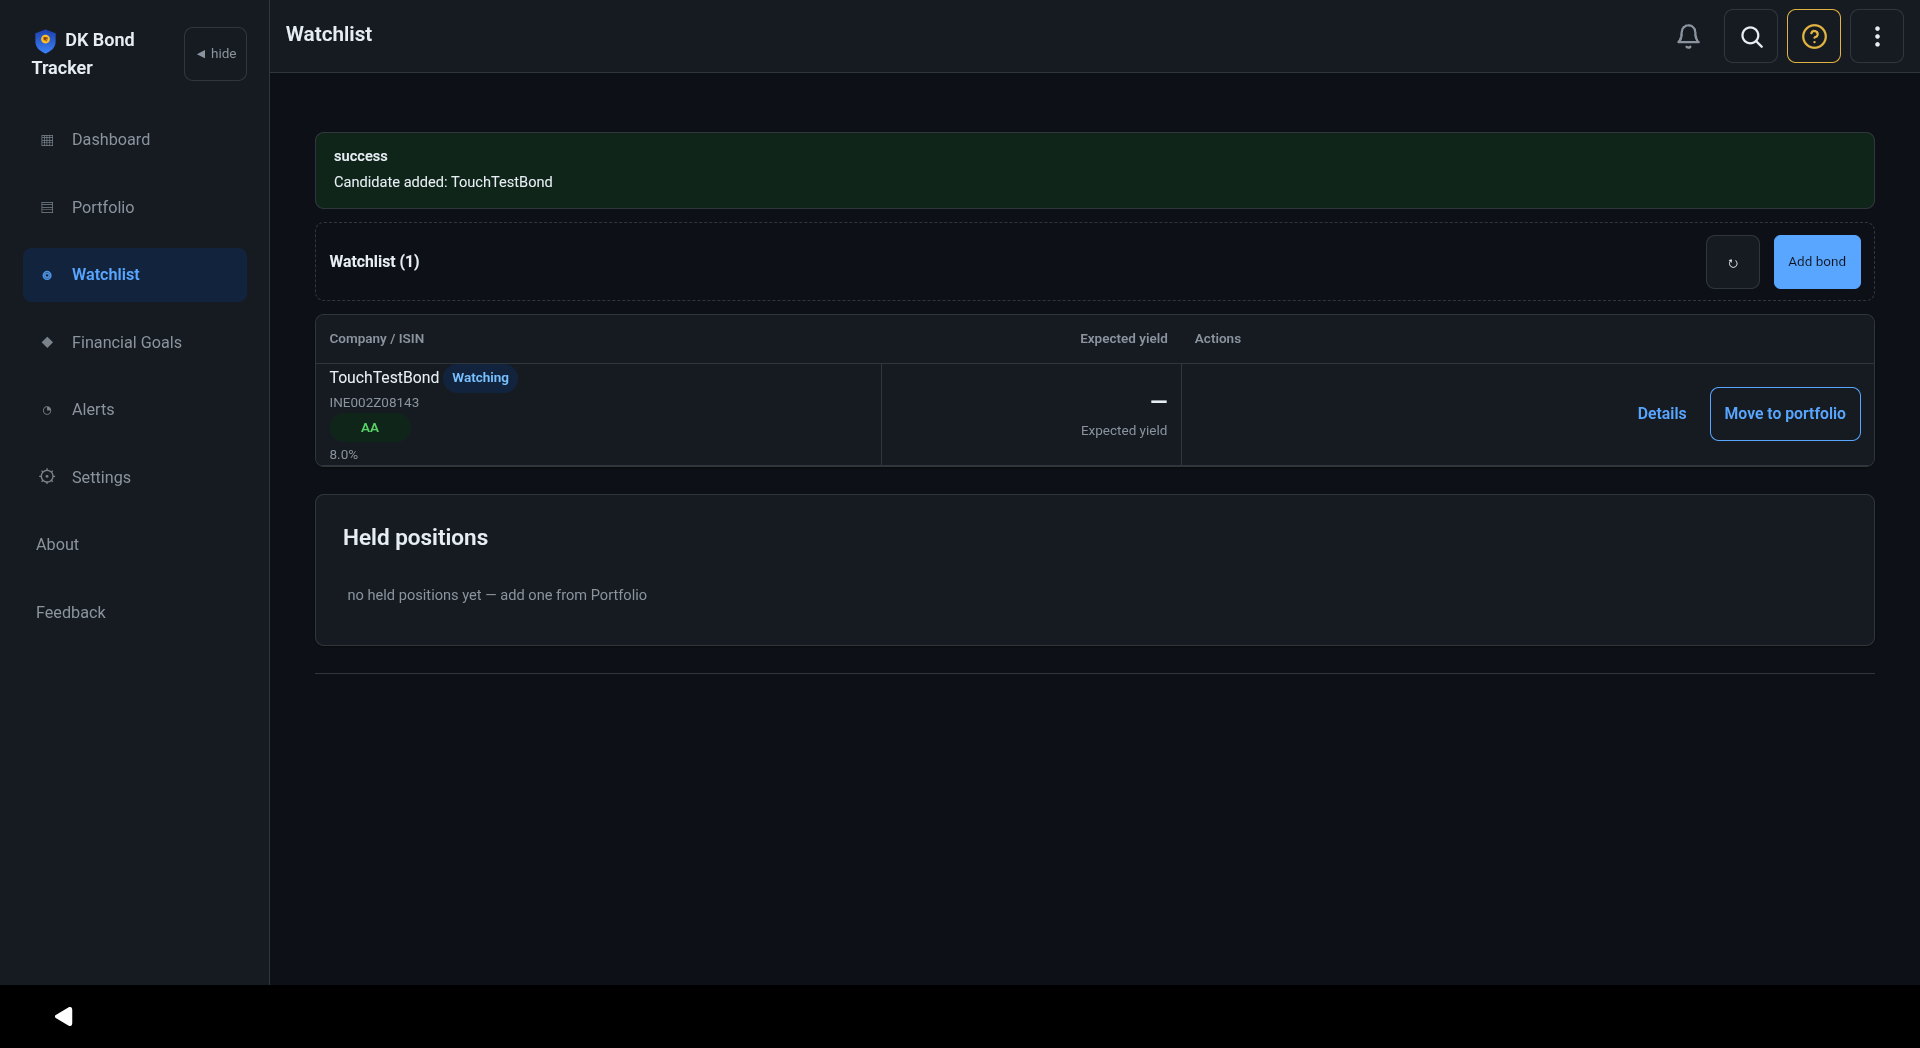 DK Bond
Tracker
◄ hide
Dashboard
Portfolio
Watchlist
Financial Goals
Alerts
Settings
About
Feedback
Watchlist
success
Candidate added: TouchTestBond
Watchlist (1)
Add bond
Company / ISIN Expected yield Actions
TouchTestBond Watching
INE002Z08143
AA
8.0%
—
Expected yield
Details Move to portfolio
Held positions
no held positions yet — add one from Portfolio